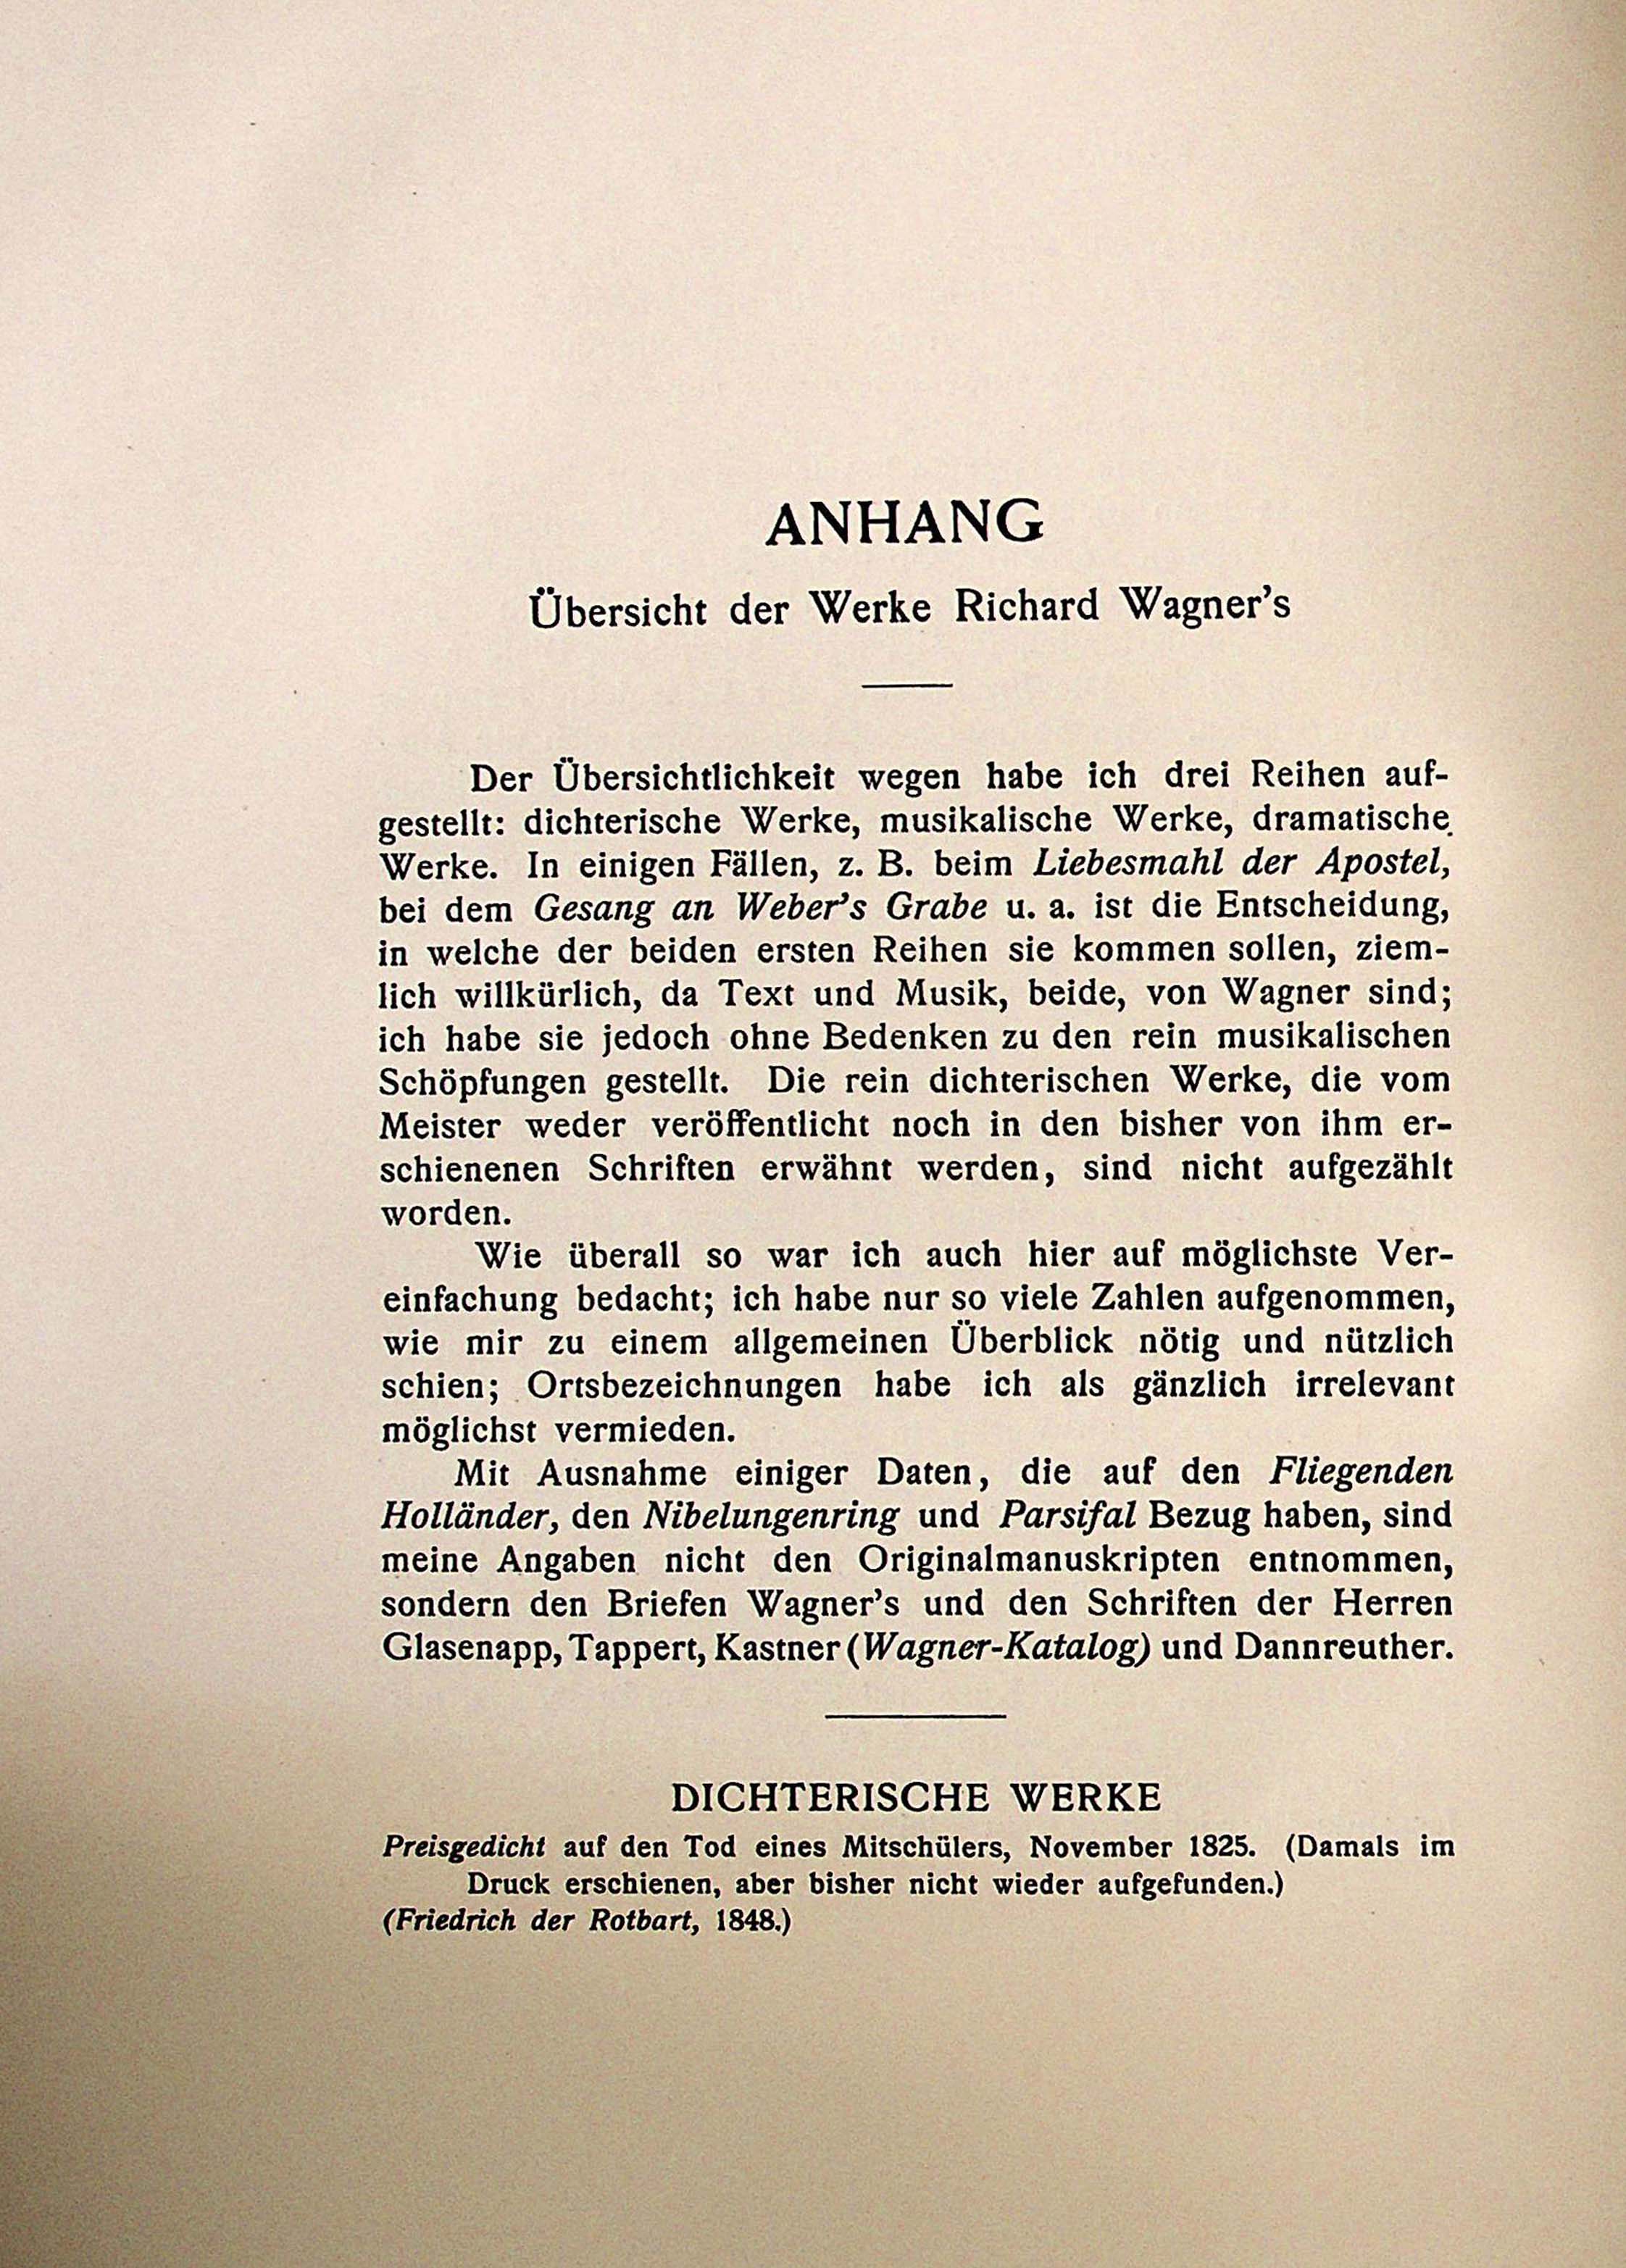 ANHANG
Übersicht der Werke Richard Wagner's
Der Übersichtlichkeit wegen habe ich drei Reihen auf-
gestellt: dichterische Werke, musikalische Werke, dramatische
Werke. In einigen Fällen, z. B. beim Liebesmahl der Apostel,
bei dem Gesang an Weber's Grabe u. a. ist die Entscheidung,
in welche der beiden ersten Reihen sie kommen sollen, ziem-
lich willkürlich, da Text und Musik, beide, von Wagner sind;
ich habe sie jedoch ohne Bedenken zu den rein musikalischen
Schöpfungen gestellt. Die rein dichterischen Werke, die vom
Meister weder veröffentlicht noch in den bisher von ihm er-
schienenen Schriften erwähnt werden, sind nicht aufgezählt
worden.
Wie überall so war ich auch hier auf möglichste Ver-
einfachung bedacht; ich habe nur so viele Zahlen aufgenommen,
wie mir zu einem allgemeinen Überblick nötig und nützlich
schien; Ortsbezeichnungen habe ich als gänzlich irrelevant
möglichst vermieden.
Mit Ausnahme einiger Daten, die auf den Fliegenden
Holländer, den Nibelungenring und Parsifal Bezug haben, sind
meine Angaben nicht den Originalmanuskripten entnommen,
sondern den Briefen Wagner's und den Schriften der Herren
Glasenapp, Tappert, Kastner (Wagner-Katalog) und Dannreuther.
DICHTERISCHE WERKE
Preisgedicht auf den Tod eines Mitschülers, November 1825. (Damals im
Druck erschienen, aber bisher nicht wieder aufgefunden.)
(Friedrich der Rotbart, 1848.)